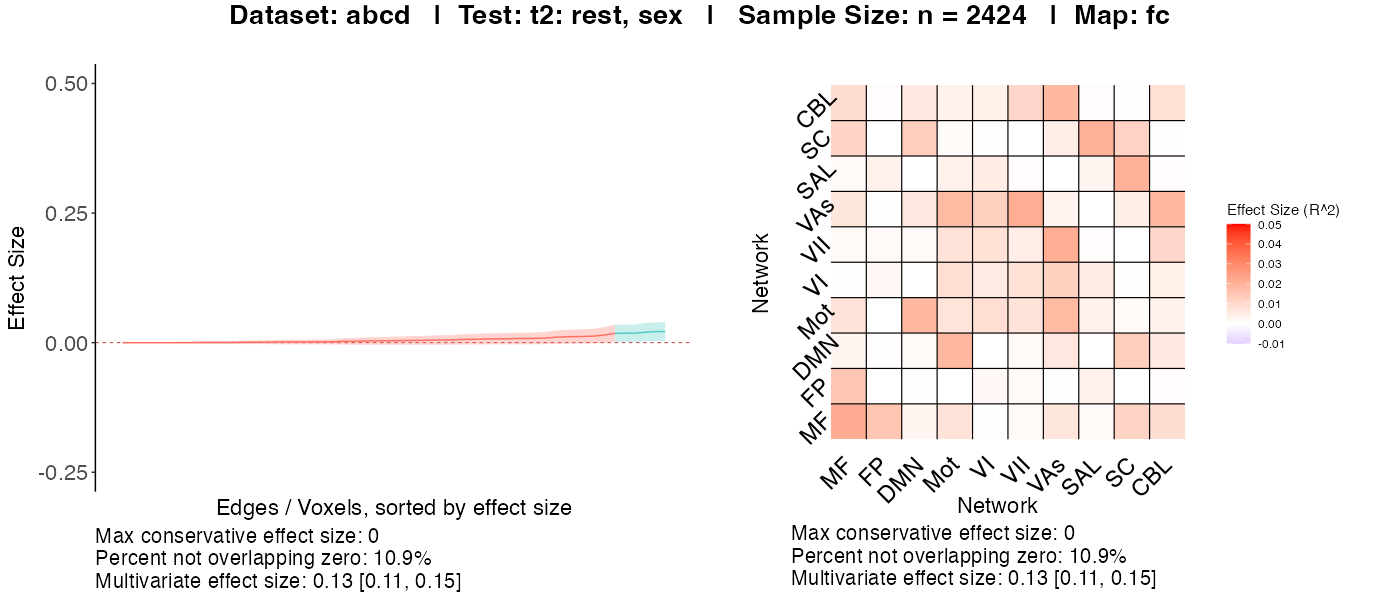 Dataset: abcd | Test: t2: rest, sex | Sample Size: n = 2424 | Map: fc
0.50
0.25
0.00
-0.25
Effect Size
Edges / Voxels, sorted by effect size
Max conservative effect size: 0
Percent not overlapping zero: 10.9%
Multivariate effect size: 0.13 [0.11, 0.15]
Network
CBL
SC
SAL
VAs
VII
VI
Mot
DMN
FP
MF
MF FP DMN Mot VI VII VAs SAL SC CBL
Network
Max conservative effect size: 0
Percent not overlapping zero: 10.9%
Multivariate effect size: 0.13 [0.11, 0.15]
Effect Size (R^2)
0.05
0.04
0.03
0.02
0.01
0.00
-0.01